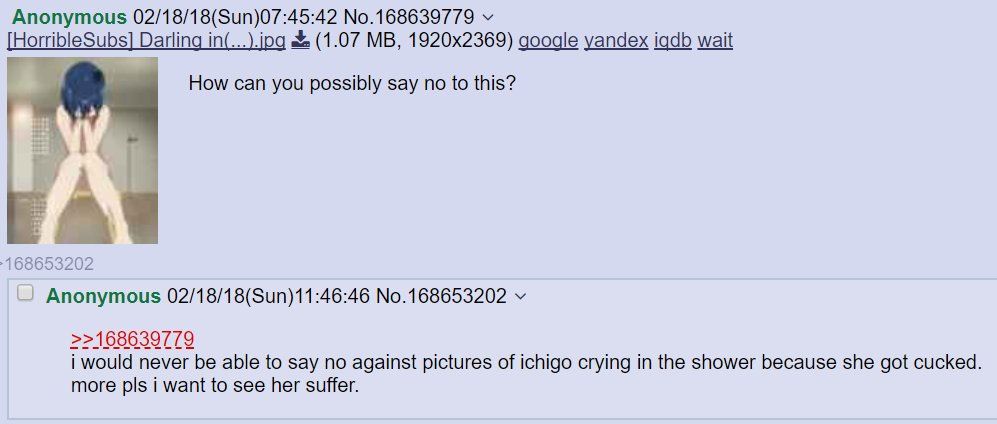 Anonymous 02/18/18(Sun)07:45:42 No.168639779
[HorribleSubs] Darling in(...).jpg (1.07 MB, 1920x2369) google yandex iqdb wait
How can you possibly say no to this?
>168653202
Anonymous 02/18/18(Sun)11:46:46 No.168653202
>>168639779
i would never be able to say no against pictures of ichigo crying in the shower because she got cucked.
more pls i want to see her suffer.